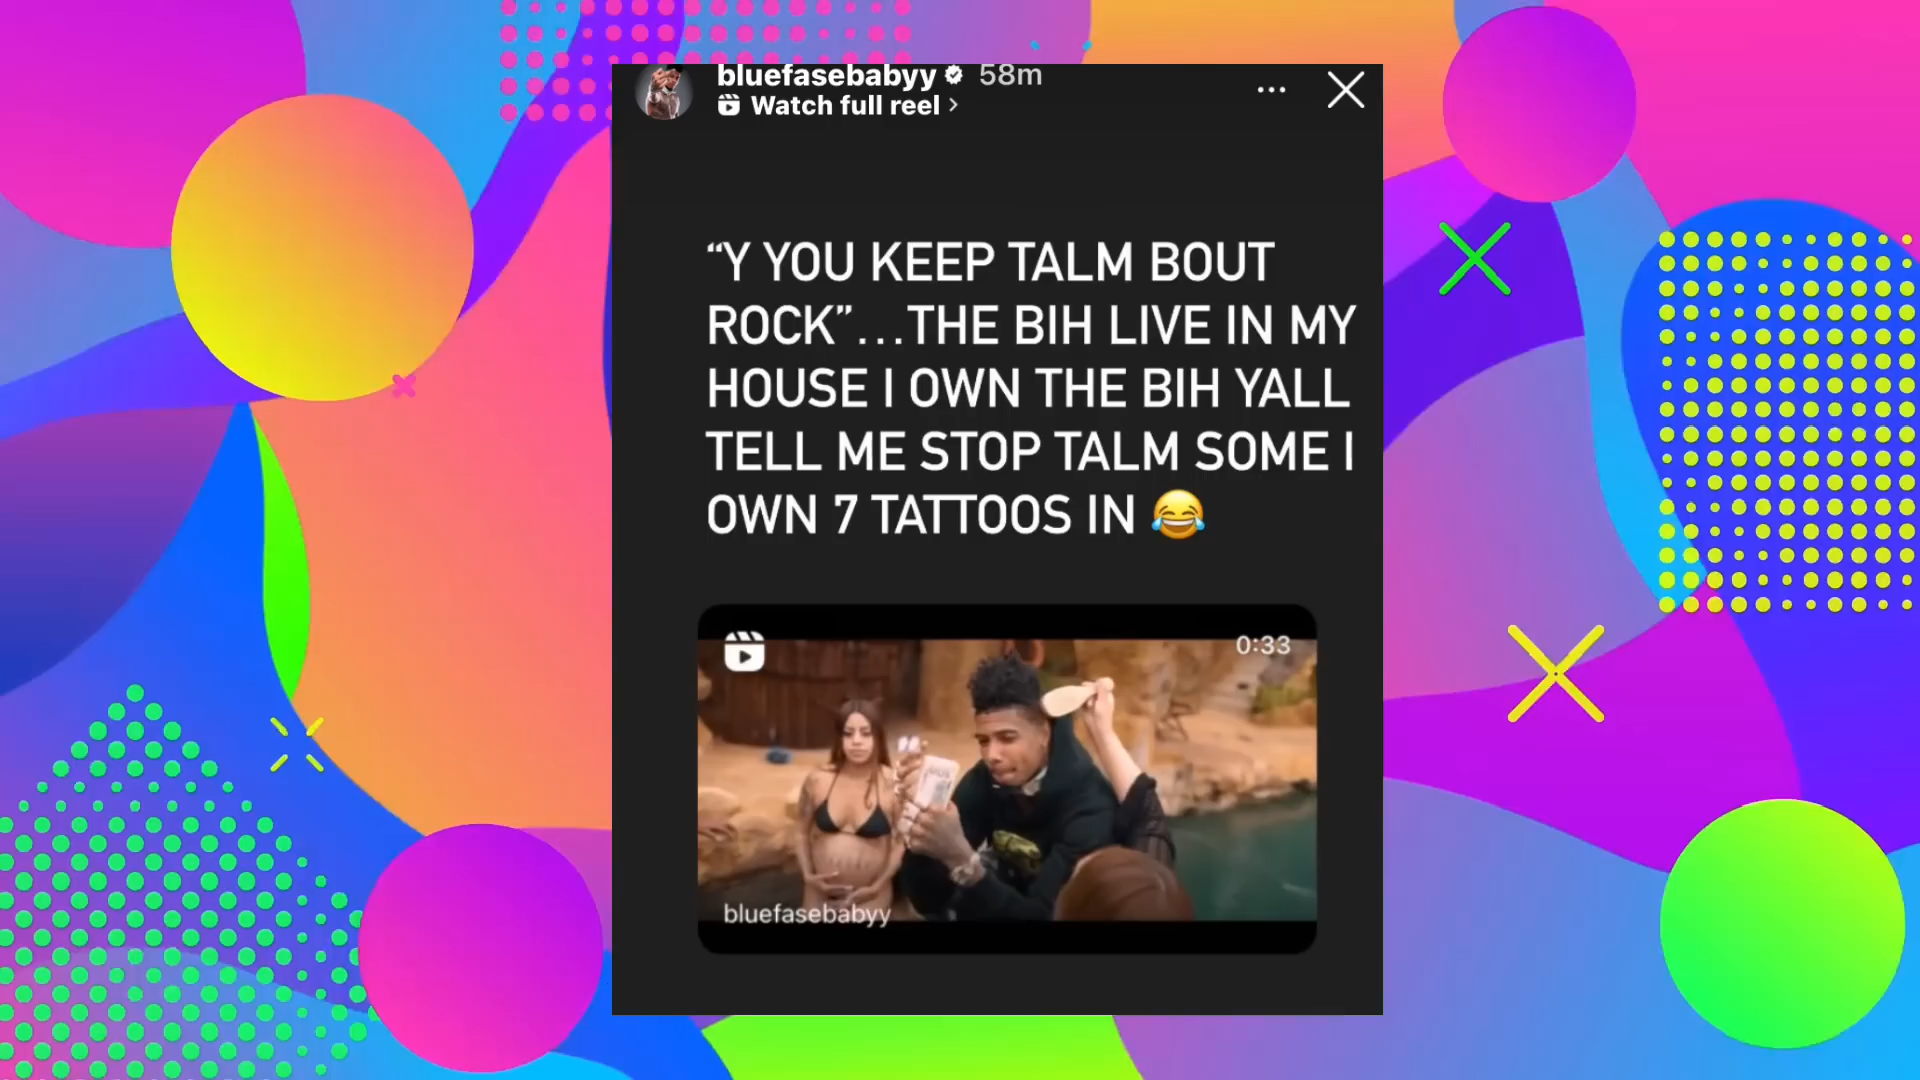 bluefasebabyy 58m
Watch full reel
“Y YOU KEEP TALM BOUT
ROCK”...THE BIH LIVE IN MY
HOUSE I OWN THE BIH YALL
TELL ME STOP TALM SOME I
OWN 7 TATTOOS IN 😂
0:33
bluefasebabyy